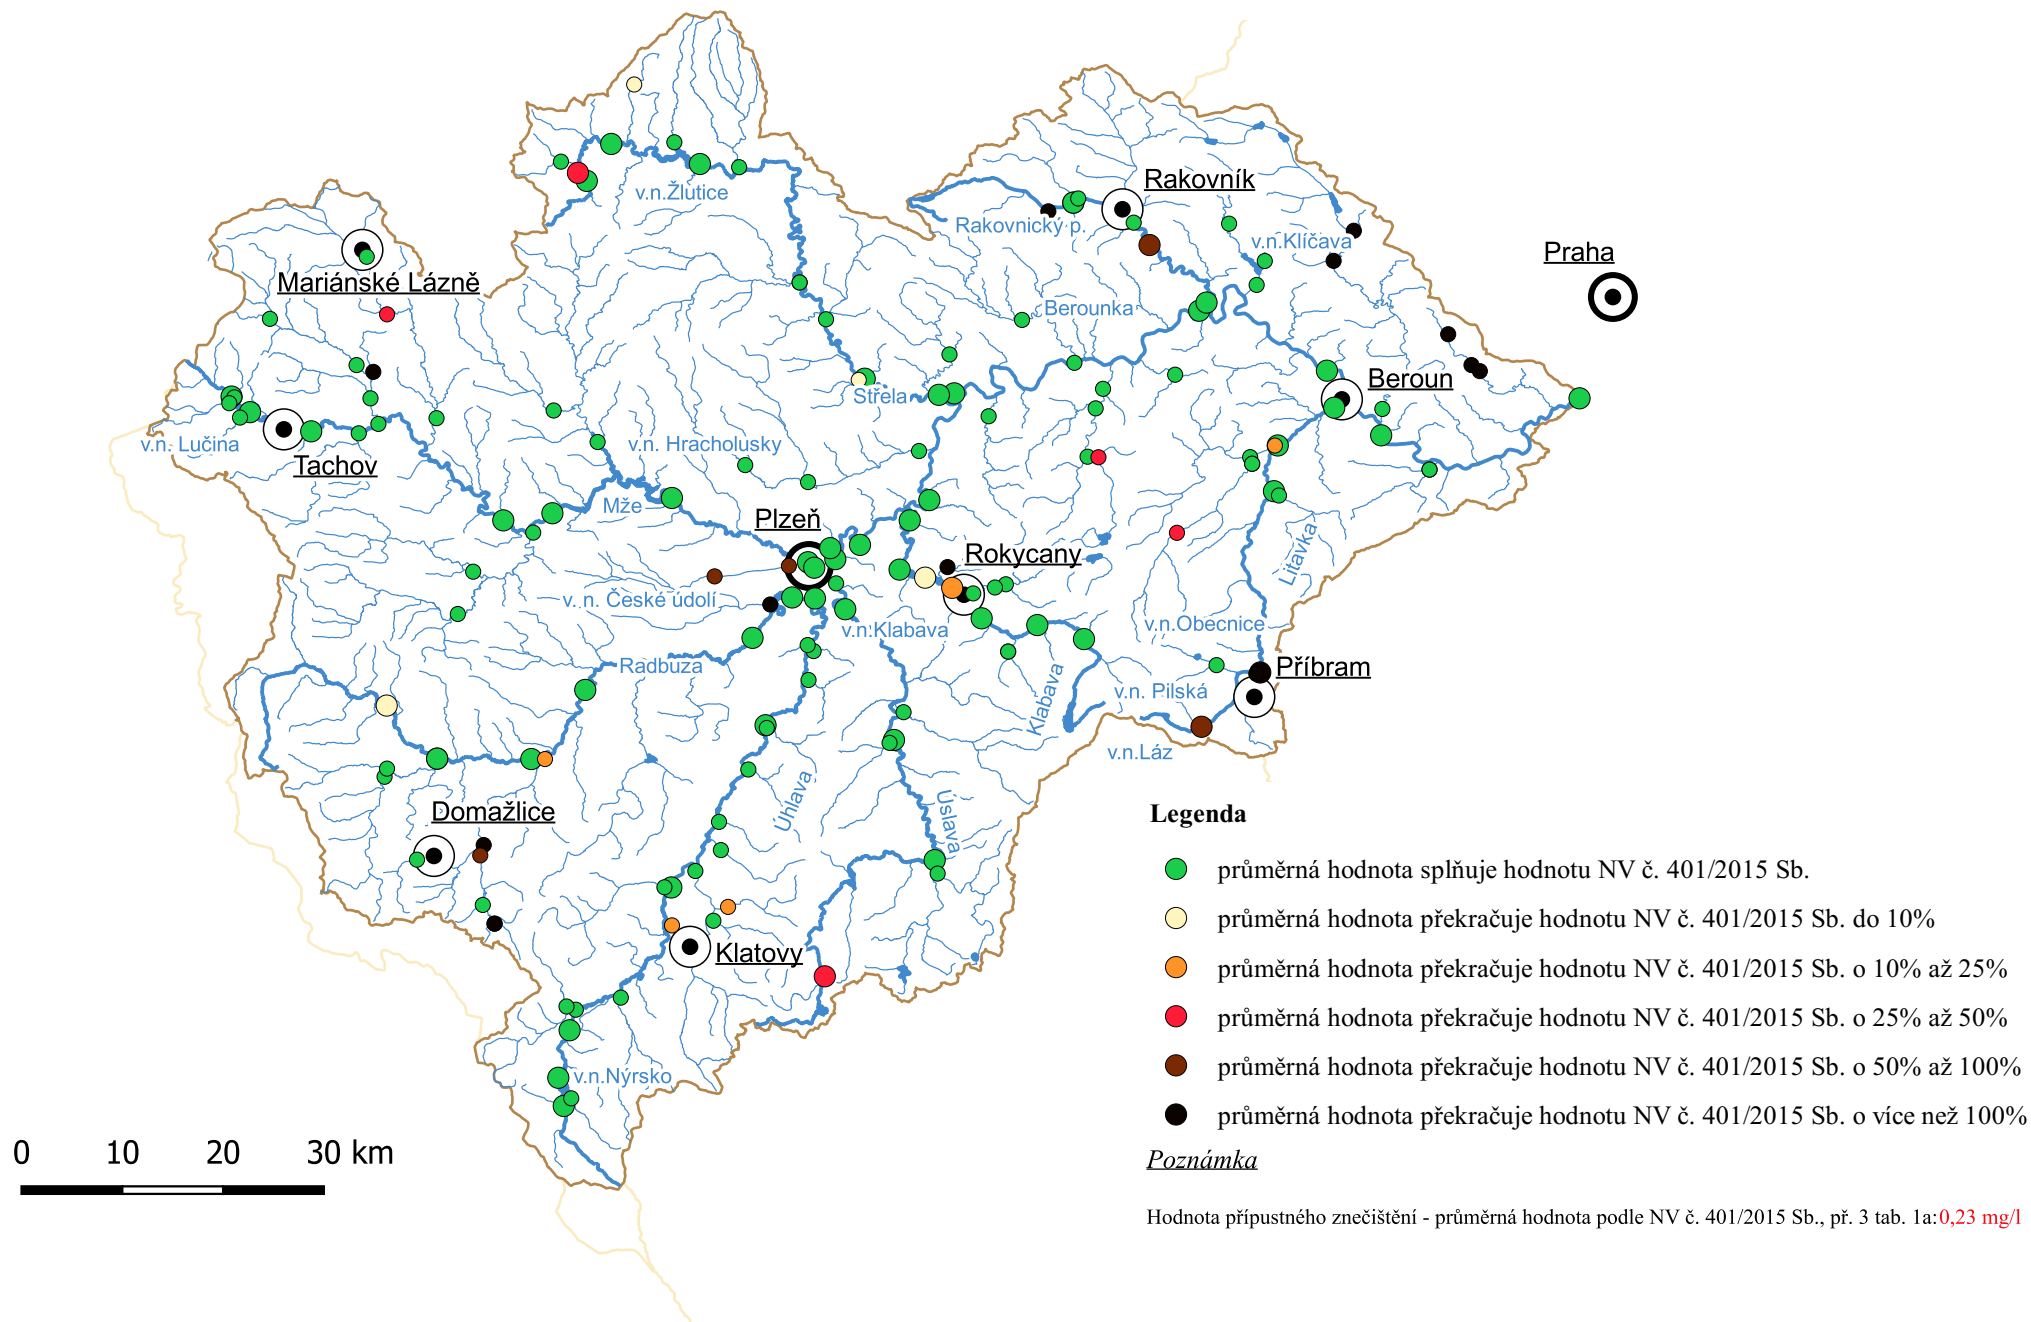 v.n.Žlutice
Rakovník
Rakovnický p.
v.n.Klíčava
Praha
Mariánské Lázně
Berounka
Beroun
Střela
v.n. Lučina
Tachov
v.n. Hracholusky
Mže
Plzeň
Rokycany
Litavka
v. n. České údolí
v.n.Klabava
v.n.Obecnice
Radbuza
Příbram
Klabava
v.n. Pilská
v.n.Láz
Domažlice
Úhlava
Úslava
Klatovy
v.n.Nýrsko
0 10 20 30 km
Legenda
průměrná hodnota splňuje hodnotu NV č. 401/2015 Sb.
průměrná hodnota překračuje hodnotu NV č. 401/2015 Sb. do 10%
průměrná hodnota překračuje hodnotu NV č. 401/2015 Sb. o 10% až 25%
průměrná hodnota překračuje hodnotu NV č. 401/2015 Sb. o 25% až 50%
průměrná hodnota překračuje hodnotu NV č. 401/2015 Sb. o 50% až 100%
průměrná hodnota překračuje hodnotu NV č. 401/2015 Sb. o více než 100%
Poznámka
Hodnota přípustného znečištění - průměrná hodnota podle NV č. 401/2015 Sb., př. 3 tab. 1a:0,23 mg/l